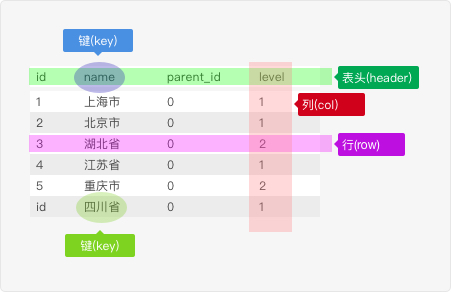 键(key)
id name parent_id level
表头(header)
1 上海市 0 1
列(col)
2 北京市 0 1
3 湖北省 0 2
行(row)
4 江苏省 0 1
5 重庆市 0 2
id 四川省 0 1
键(key)